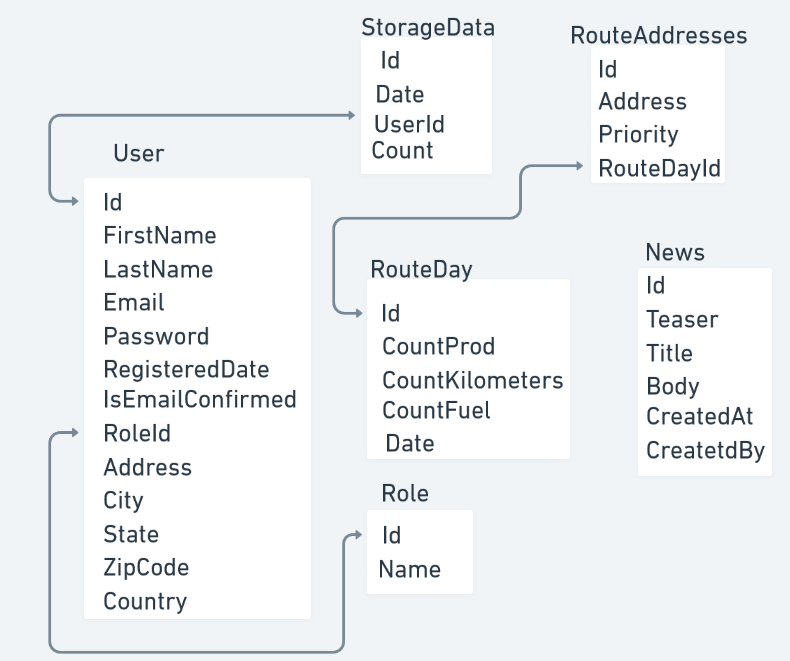 StorageData
Id
Date
UserId
Count
RouteAddresses
Id
Address
Priority
RouteDayId
User
Id
FirstName
LastName
Email
Password
RegisteredDate
IsEmailConfirmed
RoleId
Address
City
State
ZipCode
Country
RouteDay
Id
CountProd
CountKilometers
CountFuel
Date
News
Id
Teaser
Title
Body
CreatedAt
CreatetdBy
Role
Id
Name